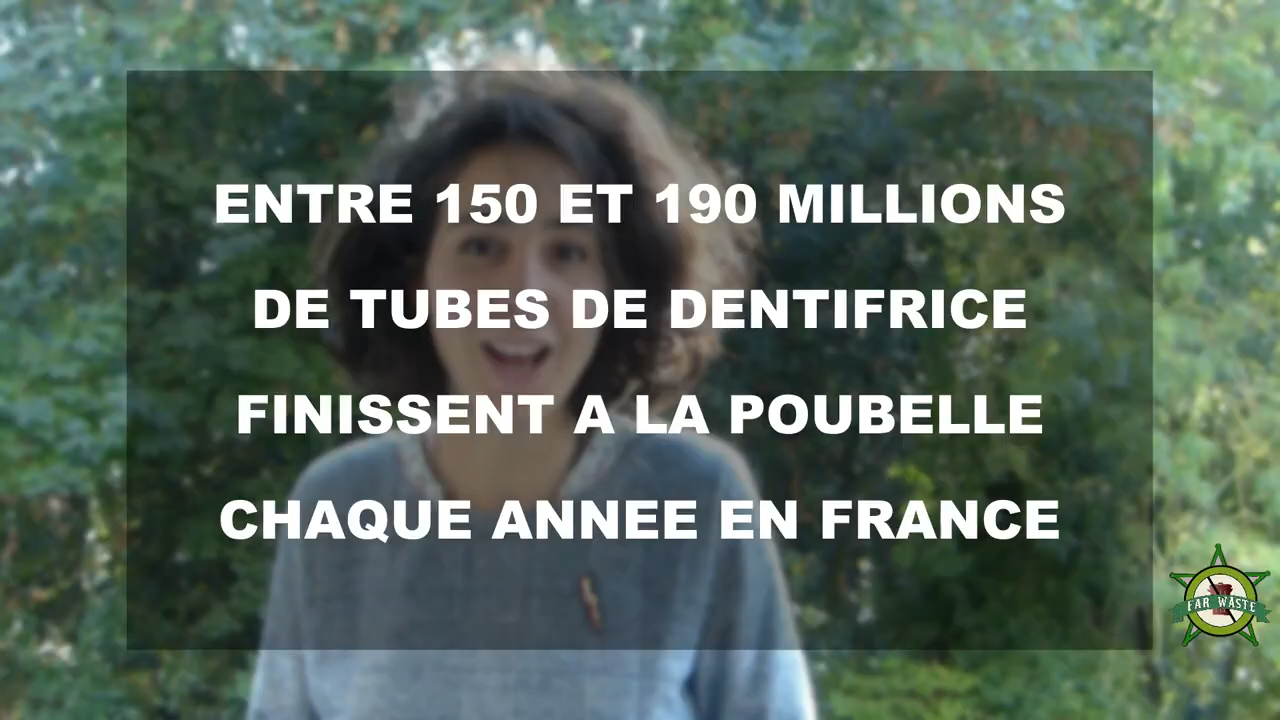 ENTRE 150 ET 190 MILLIONS
DE TUBES DE DENTIFRICE
FINISSENT A LA POUBELLE
CHAQUE ANNEE EN FRANCE
FAR WASTE